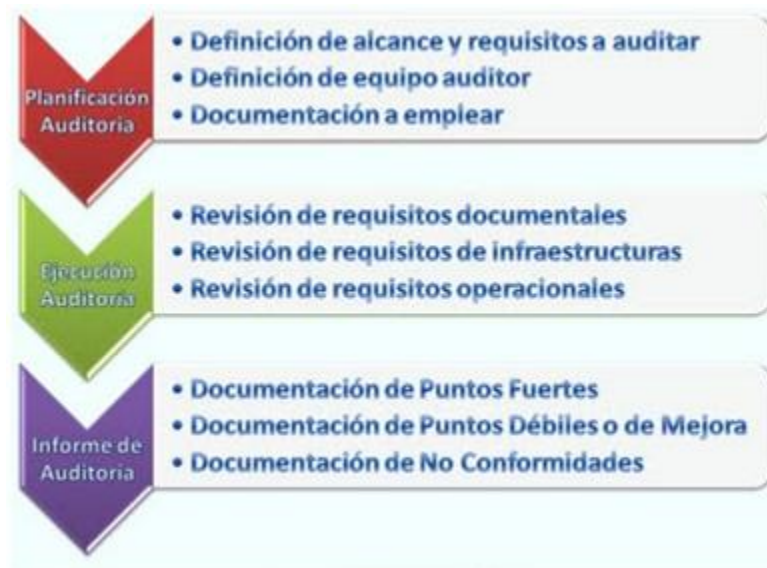 Planificación
Auditoria
• Definición de alcance y requisitos a auditar
• Definición de equipo auditor
• Documentación a emplear
Ejecución
Auditoria
• Revisión de requisitos documentales
• Revisión de requisitos de infraestructuras
• Revisión de requisitos operacionales
Informe de
Auditoria
• Documentación de Puntos Fuertes
• Documentación de Puntos Débiles o de Mejora
• Documentación de No Conformidades